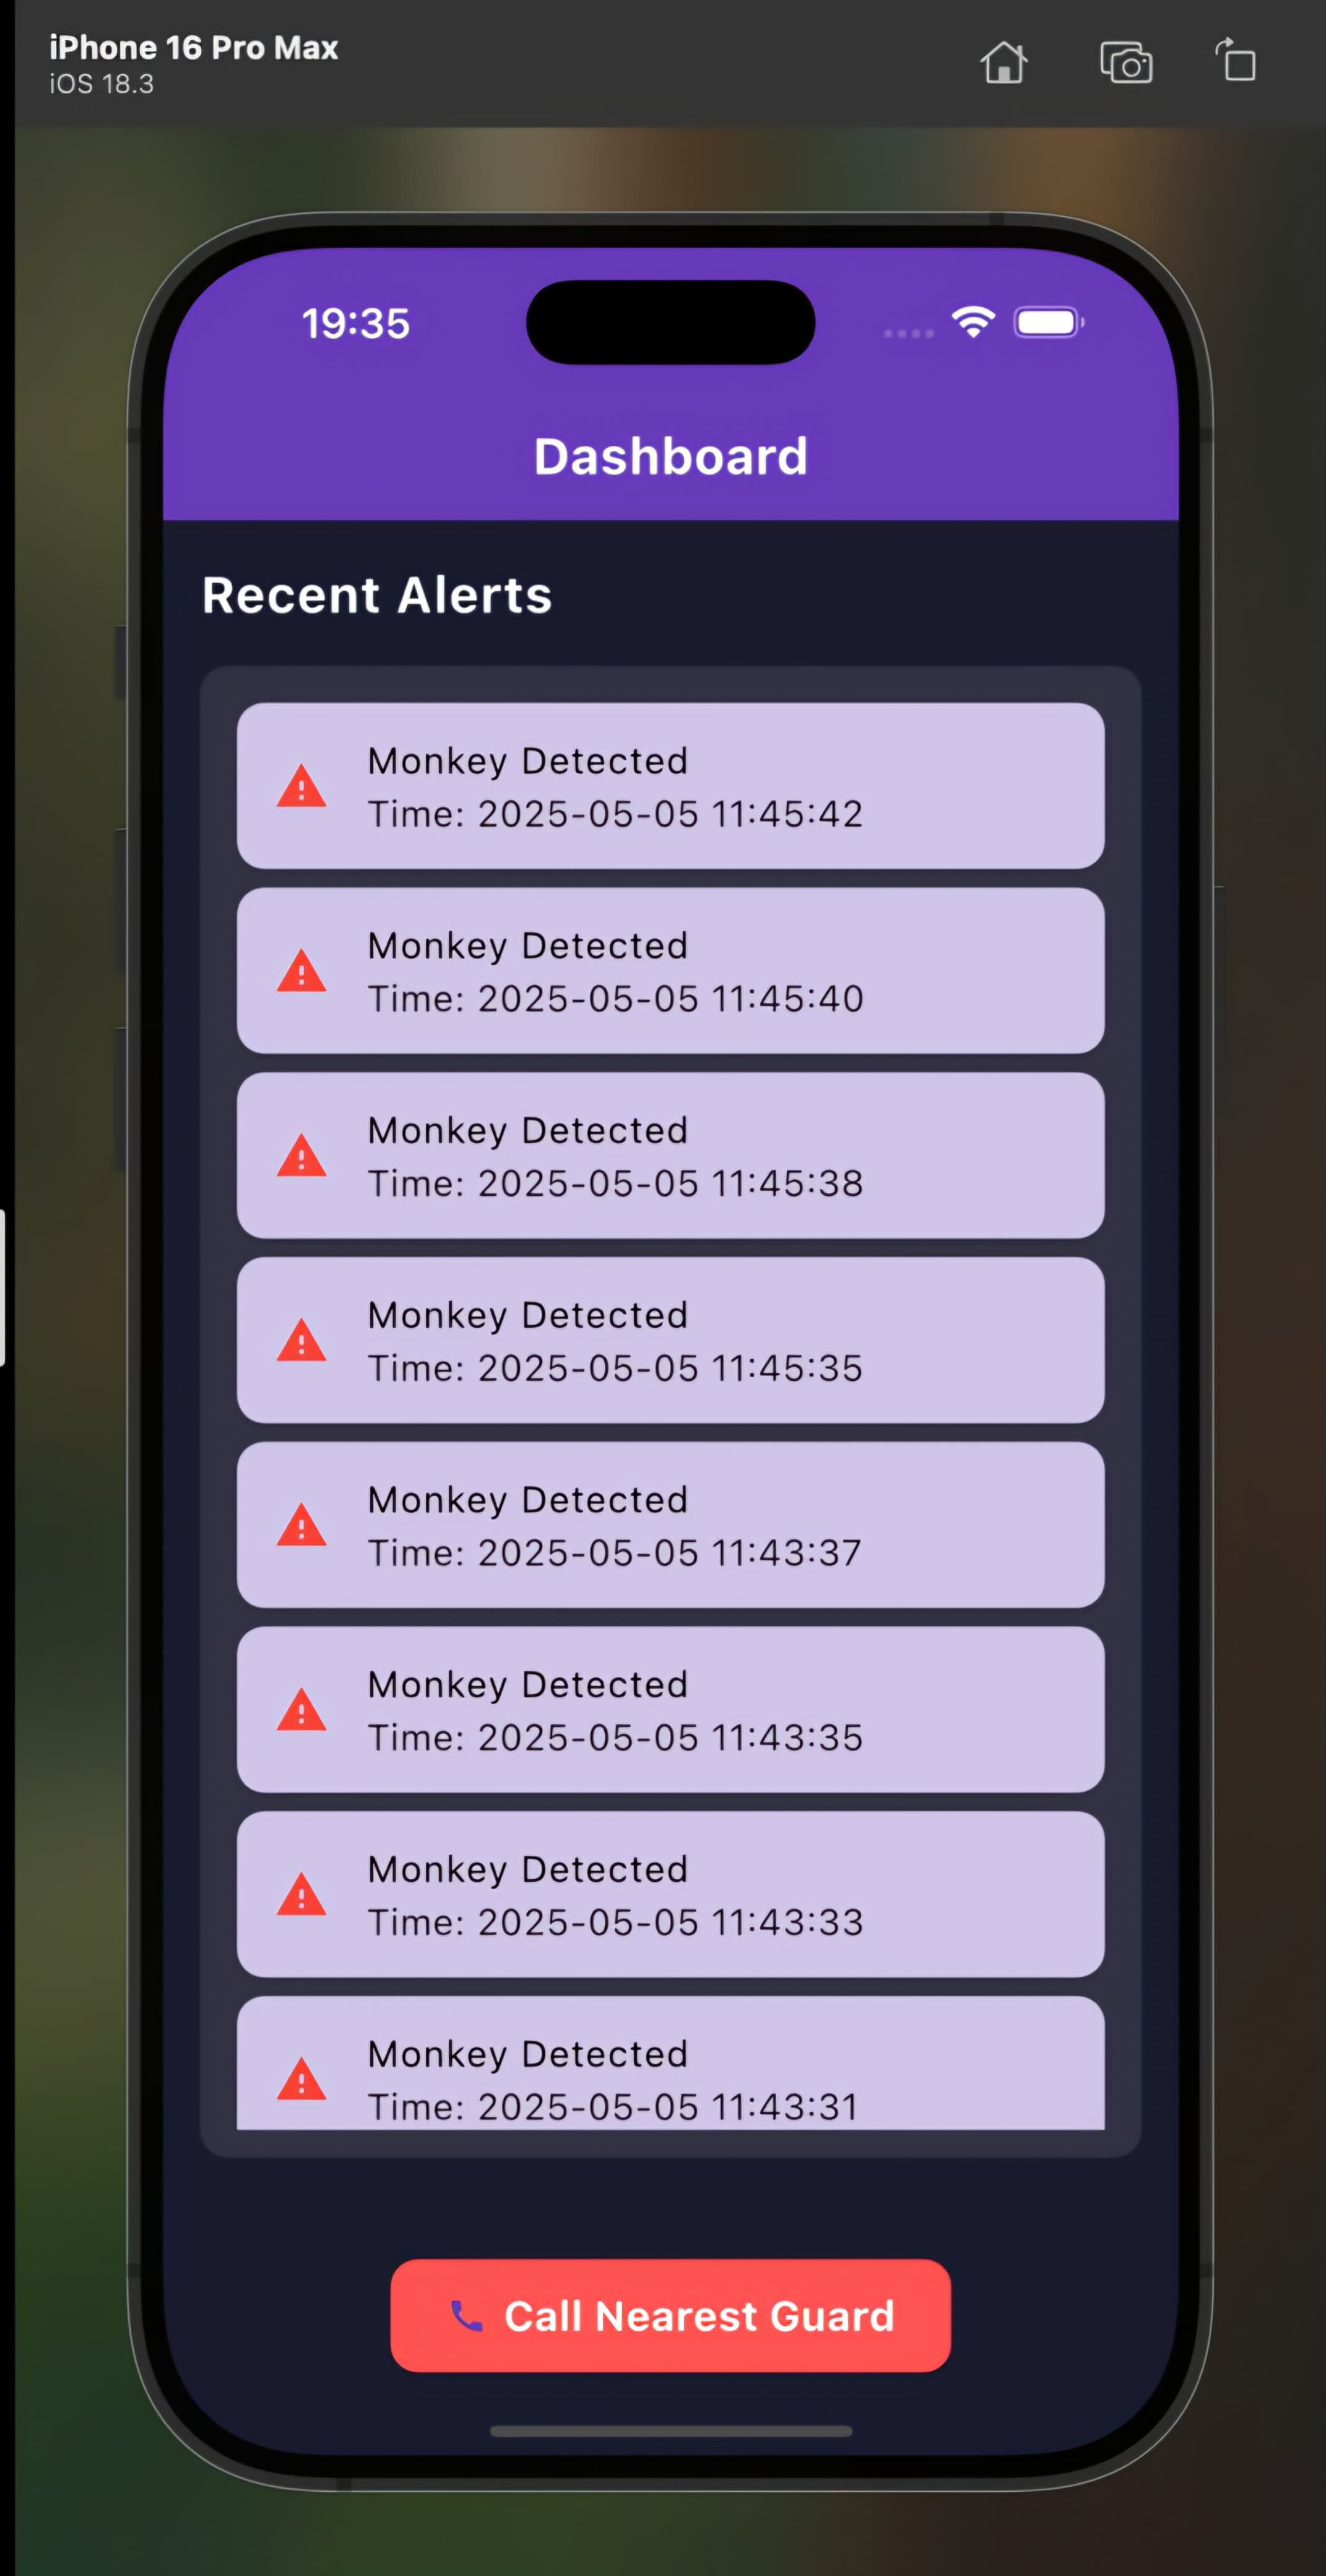 iPhone 16 Pro Max
iOS 18.3
19:35
Dashboard
Recent Alerts
Monkey Detected
Time: 2025-05-05 11:45:42
Monkey Detected
Time: 2025-05-05 11:45:40
Monkey Detected
Time: 2025-05-05 11:45:38
Monkey Detected
Time: 2025-05-05 11:45:35
Monkey Detected
Time: 2025-05-05 11:43:37
Monkey Detected
Time: 2025-05-05 11:43:35
Monkey Detected
Time: 2025-05-05 11:43:33
Monkey Detected
Time: 2025-05-05 11:43:31
Call Nearest Guard